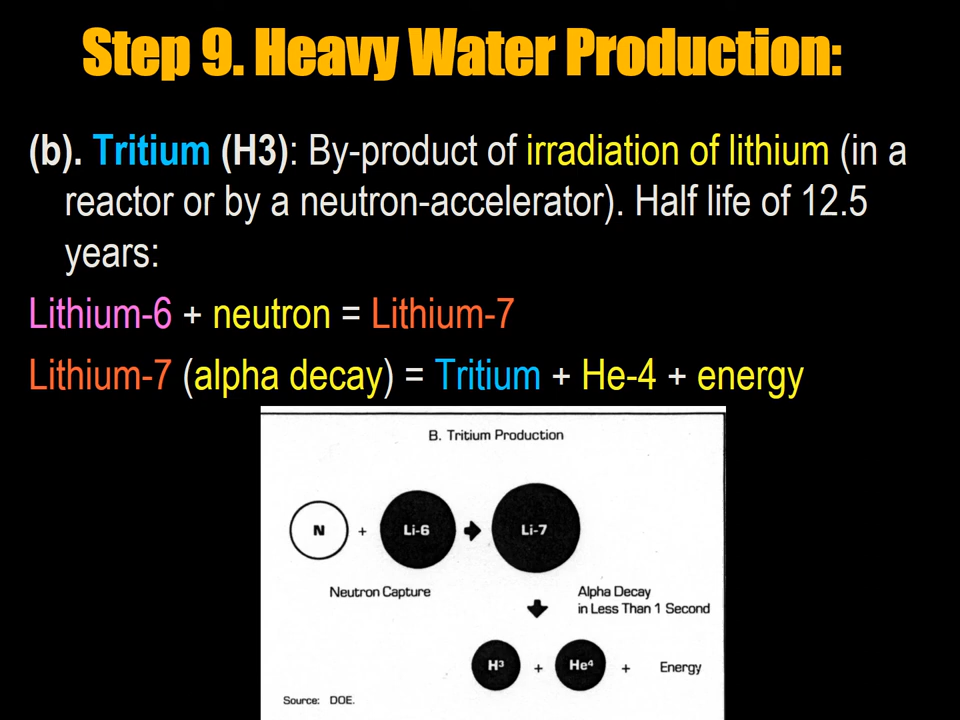 Step 9. Heavy Water Production:
(b). Tritium (H3): By-product of irradiation of lithium (in a
reactor or by a neutron-accelerator). Half life of 12.5
years:
Lithium-6 + neutron = Lithium-7
Lithium-7 (alpha decay) = Tritium + He-4 + energy
B. Tritium Production
N + Li-6 Li-7
Neutron Capture
Alpha Decay
in Less Than 1 Second
H³ + He⁴ + Energy
Source: DOE.